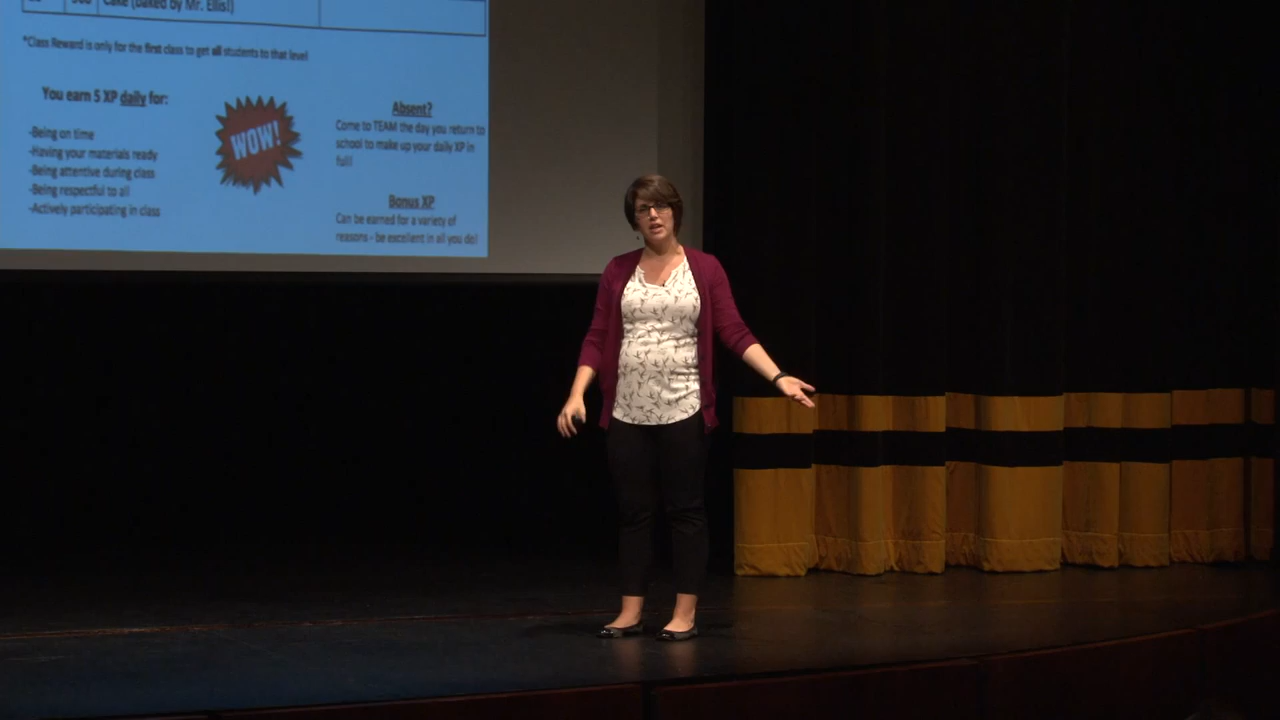 Cake (baked by Mr. Ellis!)
*Class Reward is only for the first class to get all students to that level
You earn 5 XP daily for:
-Being on time
-Having your materials ready
-Being attentive during class
-Being respectful to all
-Actively participating in class
WOW!
Absent?
Come to TEAM the day you return to
school to make up your daily XP in
full!
Bonus XP
Can be earned for a variety of
reasons - be excellent in all you do!